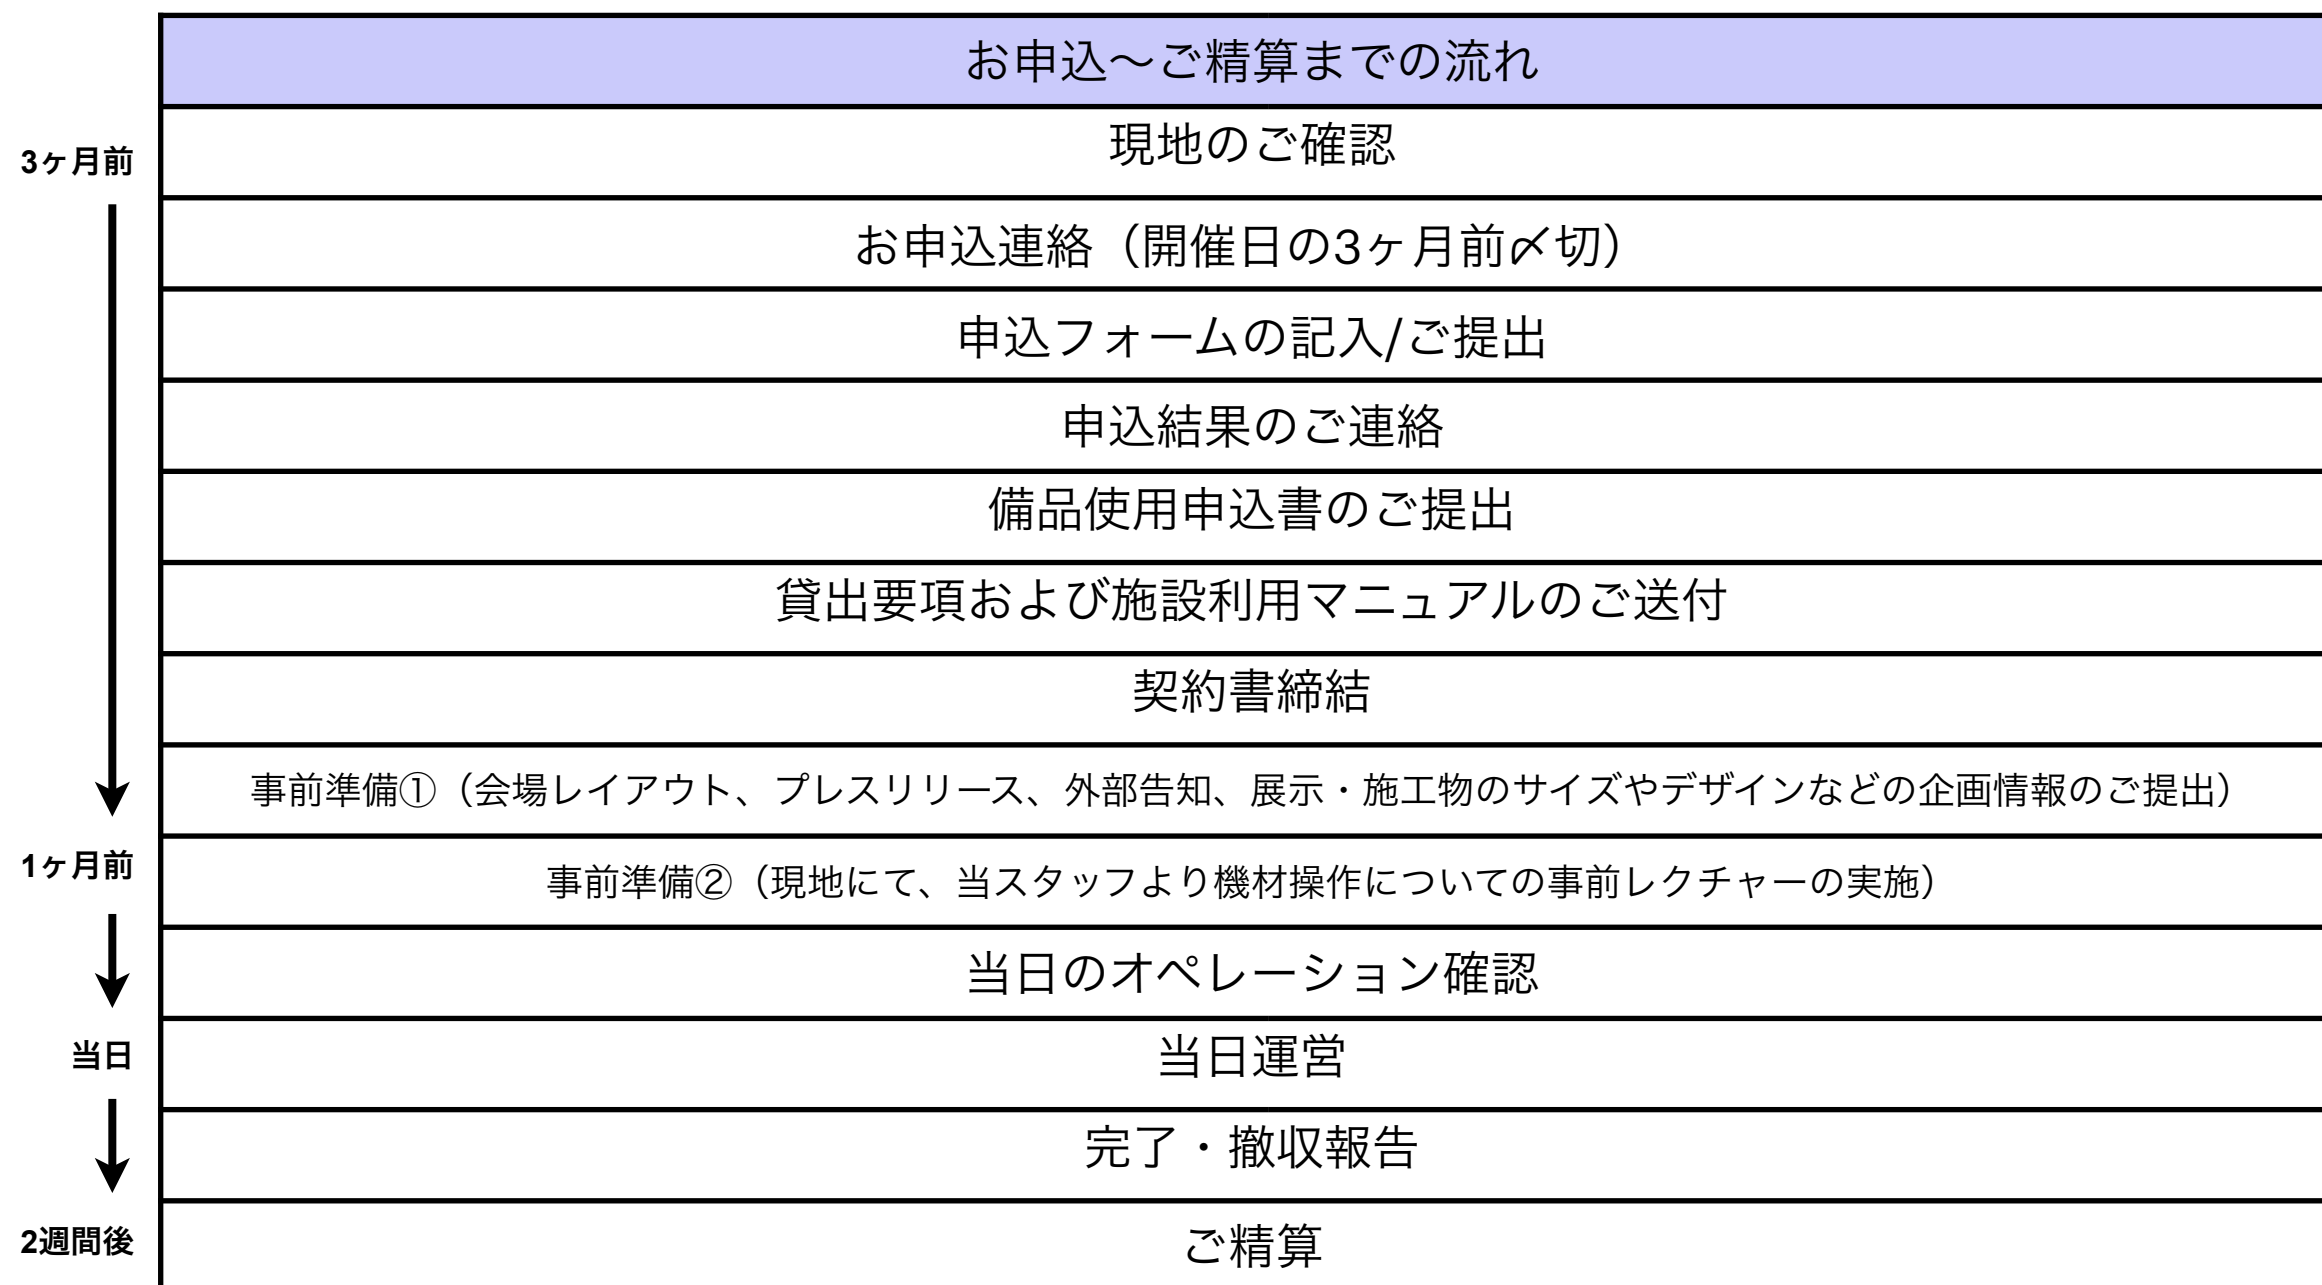 お申込〜ご精算までの流れ
3ヶ月前
現地のご確認
お申込連絡（開催日の3ヶ月前〆切）
申込フォームの記入/ご提出
申込結果のご連絡
備品使用申込書のご提出
貸出要項および施設利用マニュアルのご送付
契約書締結
事前準備①（会場レイアウト、プレスリリース、外部告知、展示・施工物のサイズやデザインなどの企画情報のご提出）
1ヶ月前
事前準備②（現地にて、当スタッフより機材操作についての事前レクチャーの実施）
当日のオペレーション確認
当日
当日運営
完了・撤収報告
2週間後
ご精算